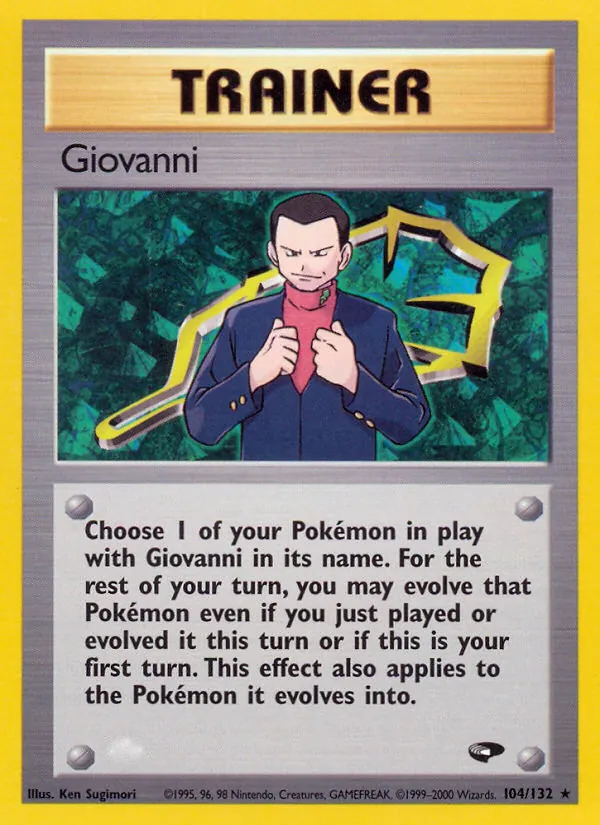 TRAINER
Giovanni
Choose 1 of your Pokémon in play
with Giovanni in its name. For the
rest of your turn, you may evolve that
Pokémon even if you just played or
evolved it this turn or if this is your
first turn. This effect also applies to
the Pokémon it evolves into.
Illus. Ken Sugimori ©1995, 96, 98 Nintendo, Creatures, GAMEFREAK. ©1999–2000 Wizards. 104/132 ★